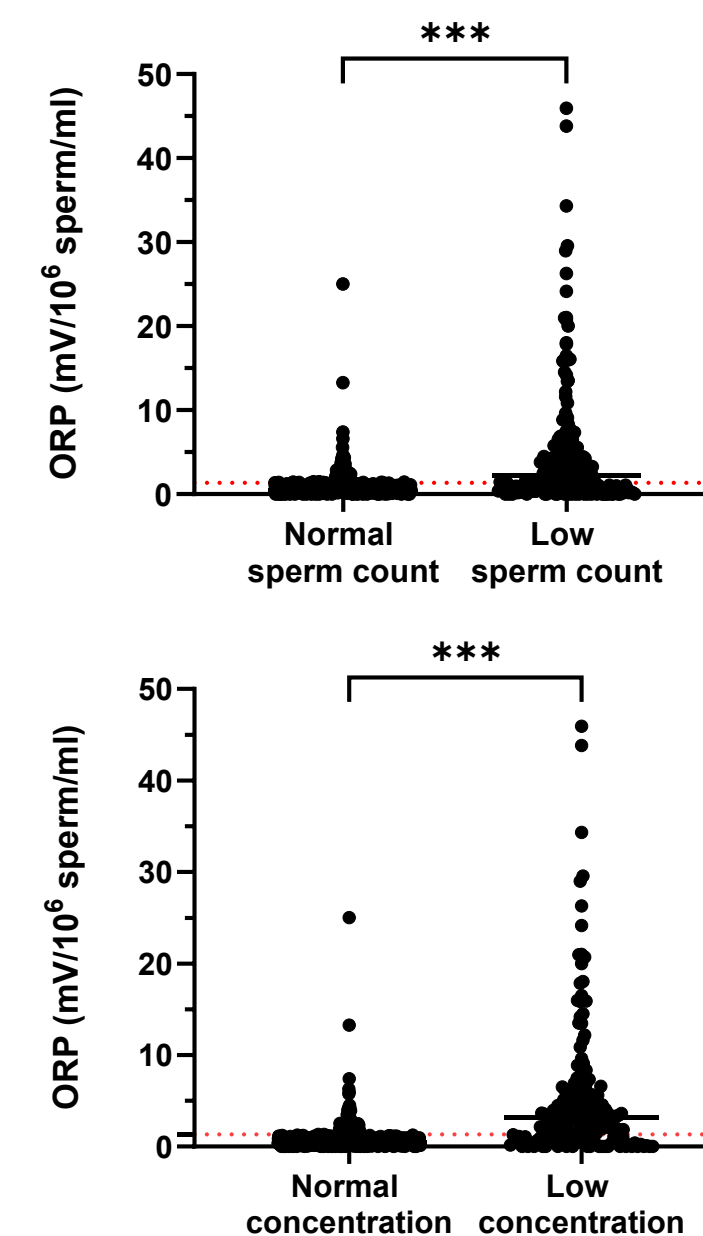 ***
50
40
30
20
10
0
ORP (mV/10⁶ sperm/ml)
Normal
sperm count
Low
sperm count
***
50
40
30
20
10
0
ORP (mV/10⁶ sperm/ml)
Normal
concentration
Low
concentration